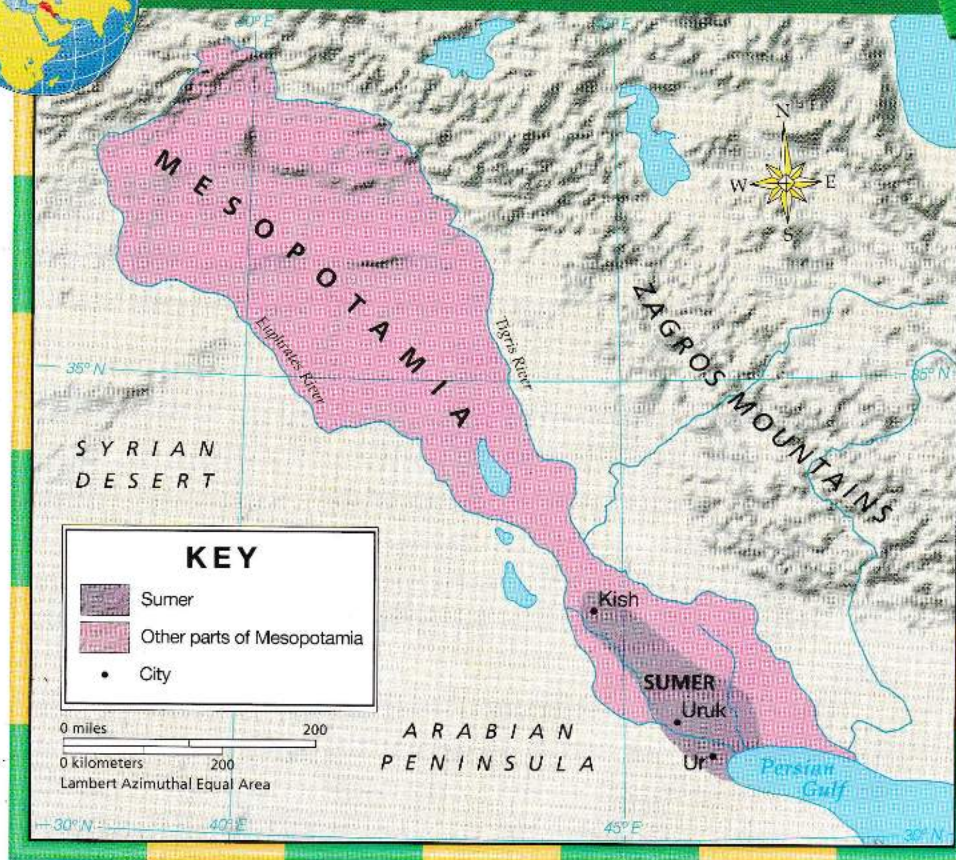 40° E
45° E
N
W E
S
MESOPOTAMIA
ZAGROS MOUNTAINS
Euphrates River
Tigris River
35° N
35° N
SYRIAN
DESERT
KEY
Sumer
Other parts of Mesopotamia
City
Kish
SUMER
Uruk
Ur
ARABIAN
PENINSULA
Persian
Gulf
0 miles 200
0 kilometers 200
Lambert Azimuthal Equal Area
30° N
40° E
45° E
30° N